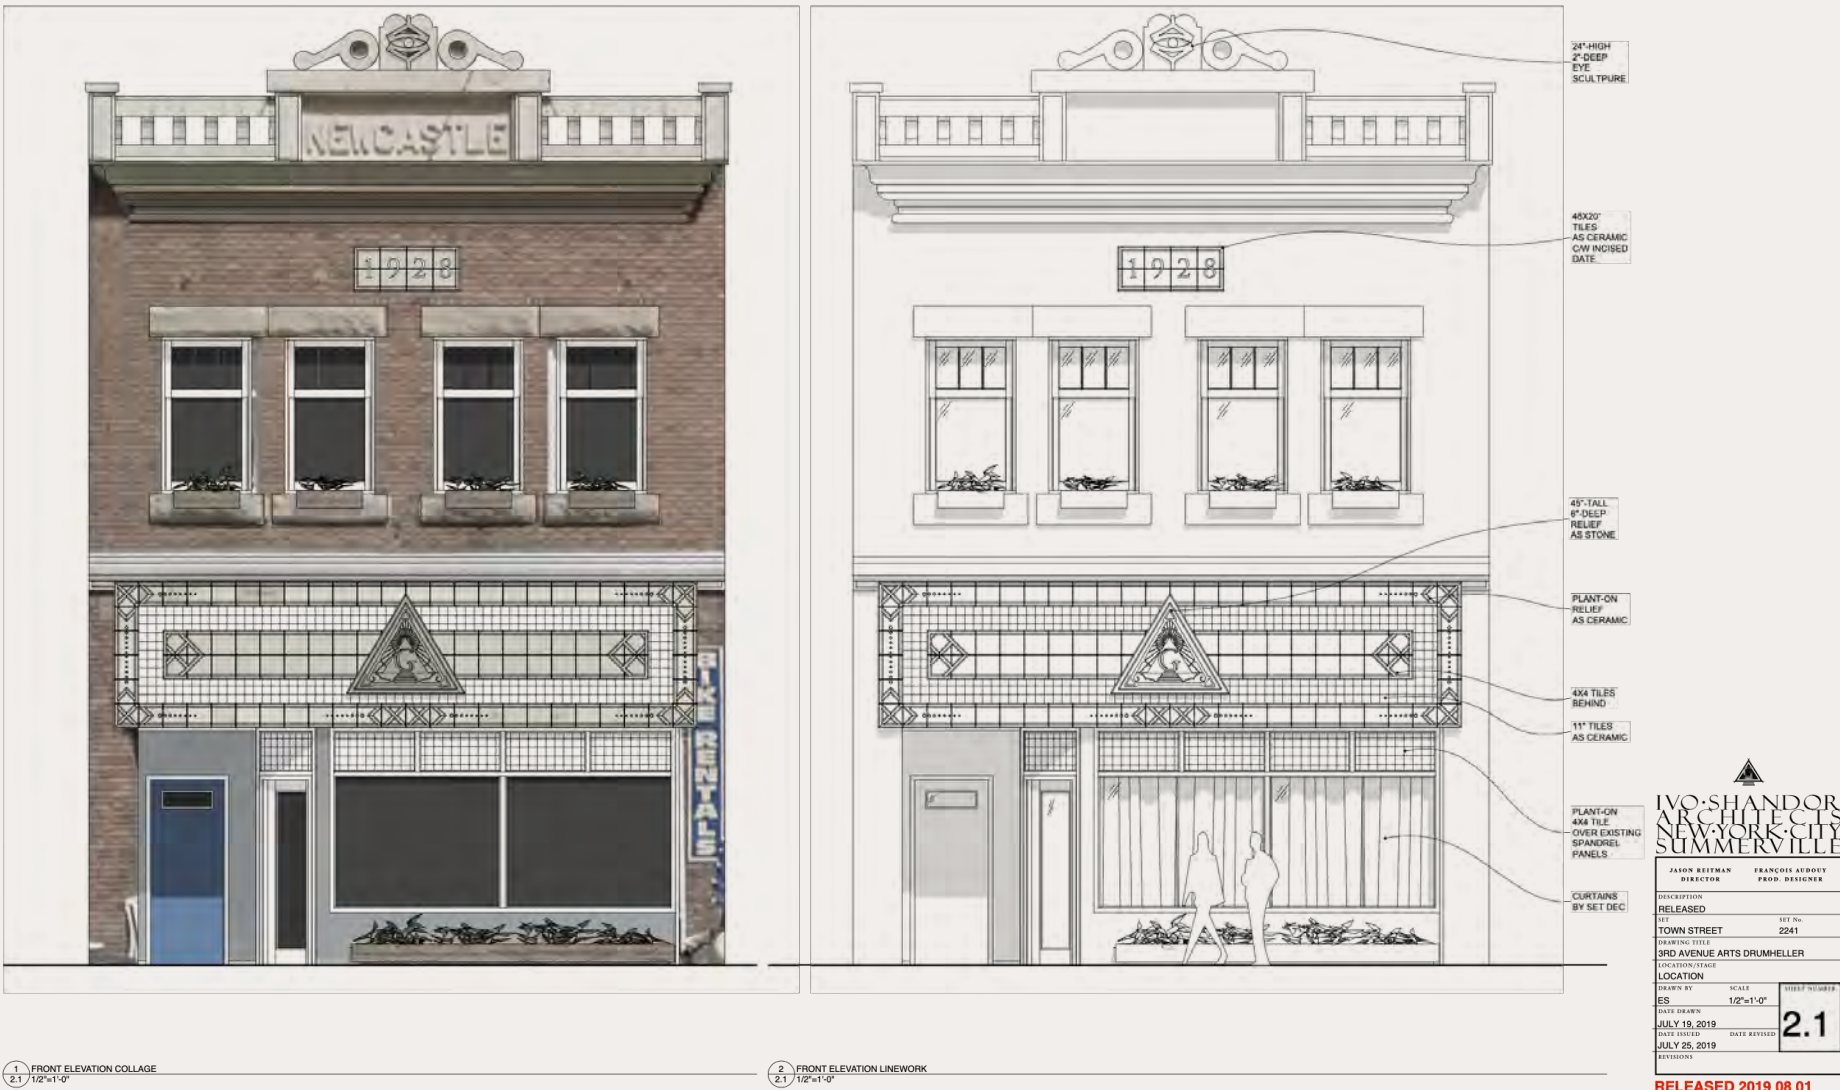 NEWCASTLE
1928
BIKE RENTALS
1
2.1
FRONT ELEVATION COLLAGE
1/2"=1'-0"
1928
24"-HIGH
2"-DEEP
EYE
SCULTPURE
48X20"
TILES
AS CERAMIC
C/W INCISED
DATE
45"-TALL
6"-DEEP
RELIEF
AS STONE
PLANT-ON
RELIEF
AS CERAMIC
4X4 TILES
BEHIND
11" TILES
AS CERAMIC
PLANT-ON
4X4 TILE
OVER EXISTING
SPANDREL
PANELS
CURTAINS
BY SET DEC
2
2.1
FRONT ELEVATION LINEWORK
1/2"=1'-0"
IVO·SHANDOR
ARCHITECTS
NEW·YORK·CITY
SUMMERVILLE
JASON REITMAN
DIRECTOR
FRANÇOIS AUDOUY
PROD. DESIGNER
DESCRIPTION
RELEASED
SET SET No.
TOWN STREET 2241
DRAWING TITLE
3RD AVENUE ARTS DRUMHELLER
LOCATION/STAGE
LOCATION
DRAWN BY SCALE
ES 1/2"=1'-0"
SHEET NUMBER
2.1
DATE DRAWN
JULY 19, 2019
DATE ISSUED DATE REVISED
JULY 25, 2019
REVISIONS
RELEASED 2019.08.01